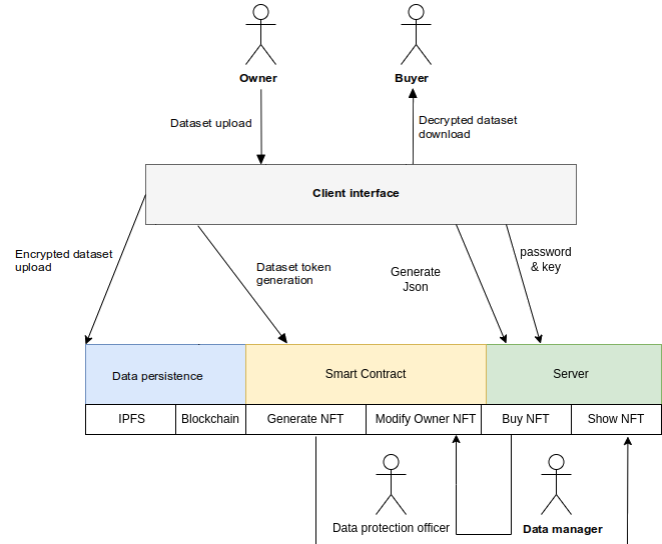 Owner
Buyer
Dataset upload
Decrypted dataset
download
Client interface
Encrypted dataset
upload
Dataset token
generation
Generate
Json
password
& key
Data persistence
Smart Contract
Server
IPFS
Blockchain
Generate NFT
Modify Owner NFT
Buy NFT
Show NFT
Data protection officer
Data manager